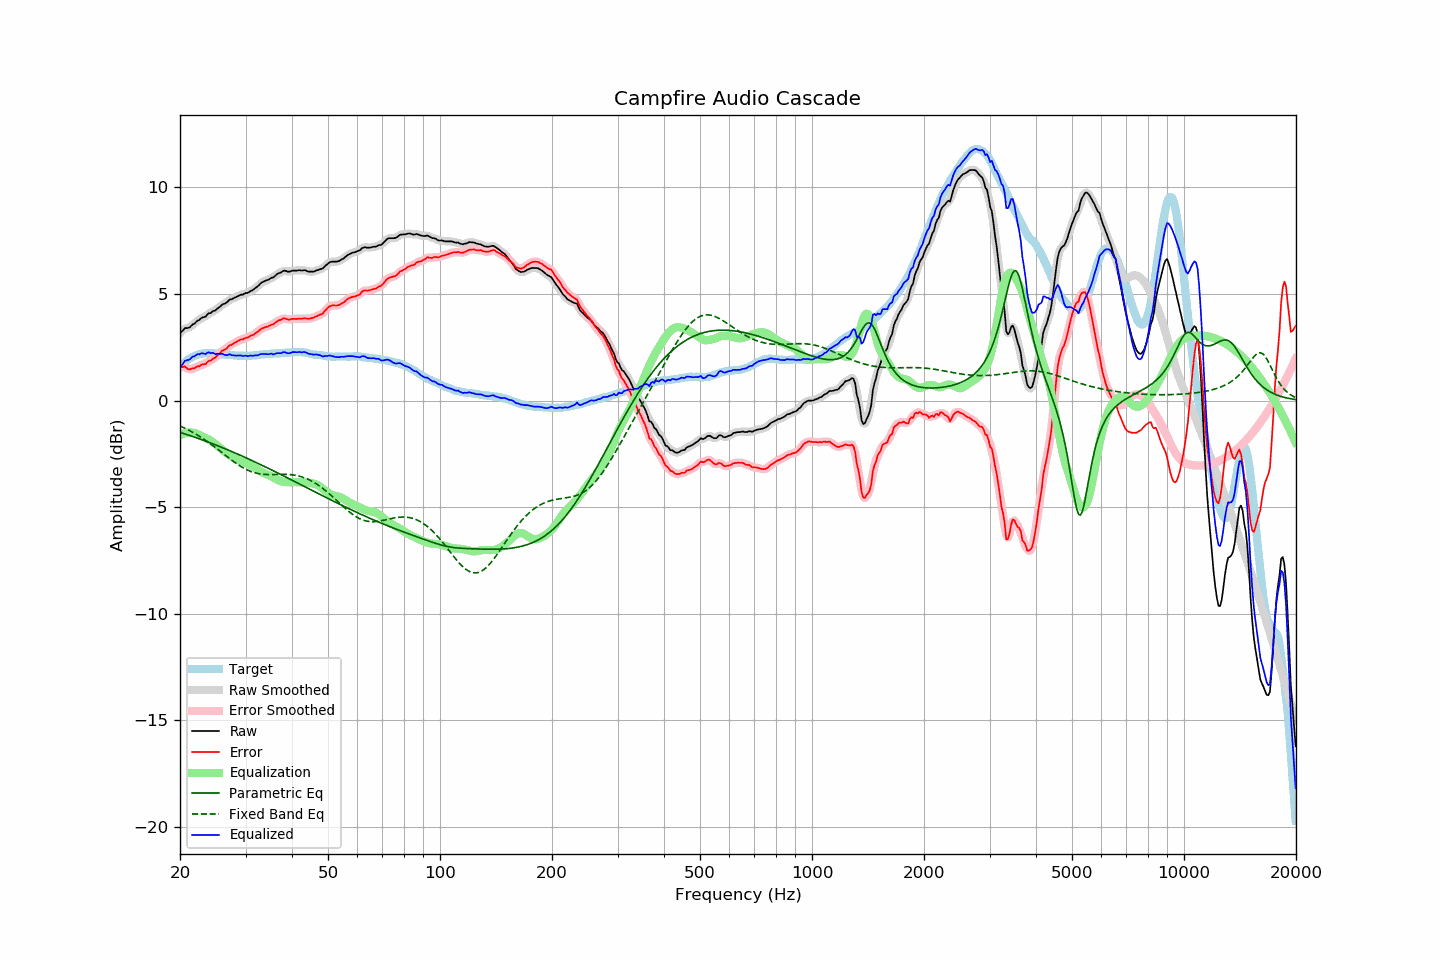 Campfire Audio Cascade
Amplitude (dBr)
10
5
0
−5
−10
−15
−20
Target
Raw Smoothed
Error Smoothed
Raw
Error
Equalization
Parametric Eq
Fixed Band Eq
Equalized
20 50 100 200 500 1000 2000 5000 10000 20000
Frequency (Hz)